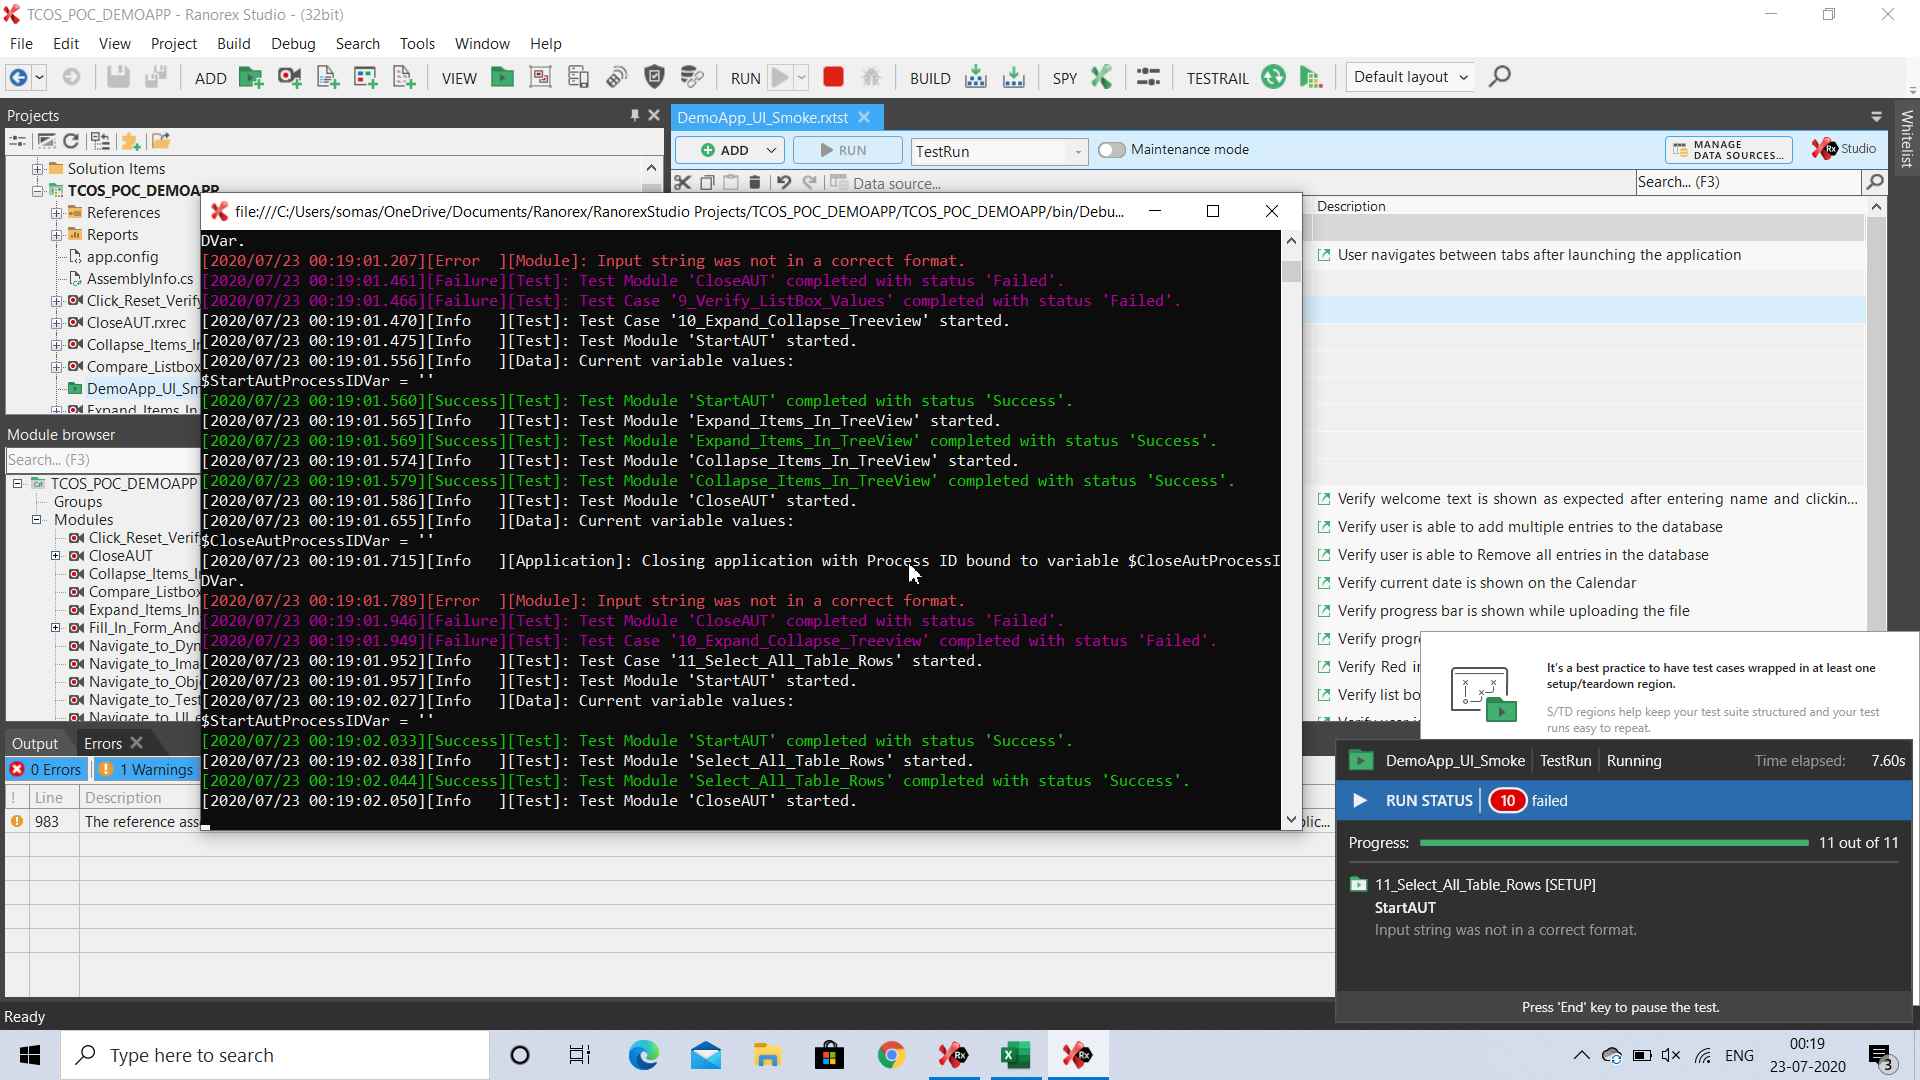 TCOS_POC_DEMOAPP - Ranorex Studio - (32bit)
File Edit View Project Build Debug Search Tools Window Help
ADD VIEW RUN BUILD SPY TESTRAIL Default layout
Projects
DemoApp_UI_Smoke.rxtst
Whitelist
ADD RUN TestRun Maintenance mode MANAGE DATA SOURCES... Studio
Data source... Search... (F3)
Description
Solution Items
TCOS_POC_DEMOAPP
References
Reports
app.config
AssemblyInfo.cs
Click_Reset_Verify
CloseAUT.rxrec
Collapse_Items_In
Compare_Listbox
DemoApp_UI_Sm
Expand_Items_In
Module browser
Search... (F3)
TCOS_POC_DEMOAPP
Groups
Modules
Click_Reset_Verif
CloseAUT
Collapse_Items_I
Compare_Listbox
Expand_Items_In
Fill_In_Form_And
Navigate_to_Dyn
Navigate_to_Ima
Navigate_to_Obj
Navigate_to_Test
Navigate_to_UI
file:///C:/Users/somas/OneDrive/Documents/Ranorex/RanorexStudio Projects/TCOS_POC_DEMOAPP/TCOS_POC_DEMOAPP/bin/Debu...
DVar.
[2020/07/23 00:19:01.207][Error  ][Module]: Input string was not in a correct format.
[2020/07/23 00:19:01.461][Failure][Test]: Test Module 'CloseAUT' completed with status 'Failed'.
[2020/07/23 00:19:01.466][Failure][Test]: Test Case '9_Verify_ListBox_Values' completed with status 'Failed'.
[2020/07/23 00:19:01.470][Info   ][Test]: Test Case '10_Expand_Collapse_Treeview' started.
[2020/07/23 00:19:01.475][Info   ][Test]: Test Module 'StartAUT' started.
[2020/07/23 00:19:01.556][Info   ][Data]: Current variable values:
$StartAutProcessIDVar = ''
[2020/07/23 00:19:01.560][Success][Test]: Test Module 'StartAUT' completed with status 'Success'.
[2020/07/23 00:19:01.565][Info   ][Test]: Test Module 'Expand_Items_In_TreeView' started.
[2020/07/23 00:19:01.569][Success][Test]: Test Module 'Expand_Items_In_TreeView' completed with status 'Success'.
[2020/07/23 00:19:01.574][Info   ][Test]: Test Module 'Collapse_Items_In_TreeView' started.
[2020/07/23 00:19:01.579][Success][Test]: Test Module 'Collapse_Items_In_TreeView' completed with status 'Success'.
[2020/07/23 00:19:01.586][Info   ][Test]: Test Module 'CloseAUT' started.
[2020/07/23 00:19:01.655][Info   ][Data]: Current variable values:
$CloseAutProcessIDVar = ''
[2020/07/23 00:19:01.715][Info   ][Application]: Closing application with Process ID bound to variable $CloseAutProcessI
DVar.
[2020/07/23 00:19:01.789][Error  ][Module]: Input string was not in a correct format.
[2020/07/23 00:19:01.946][Failure][Test]: Test Module 'CloseAUT' completed with status 'Failed'.
[2020/07/23 00:19:01.949][Failure][Test]: Test Case '10_Expand_Collapse_Treeview' completed with status 'Failed'.
[2020/07/23 00:19:01.952][Info   ][Test]: Test Case '11_Select_All_Table_Rows' started.
[2020/07/23 00:19:01.957][Info   ][Test]: Test Module 'StartAUT' started.
[2020/07/23 00:19:02.027][Info   ][Data]: Current variable values:
$StartAutProcessIDVar = ''
[2020/07/23 00:19:02.033][Success][Test]: Test Module 'StartAUT' completed with status 'Success'.
[2020/07/23 00:19:02.038][Info   ][Test]: Test Module 'Select_All_Table_Rows' started.
[2020/07/23 00:19:02.044][Success][Test]: Test Module 'Select_All_Table_Rows' completed with status 'Success'.
[2020/07/23 00:19:02.050][Info   ][Test]: Test Module 'CloseAUT' started.
User navigates between tabs after launching the application
Verify welcome text is shown as expected after entering name and clickin...
Verify user is able to add multiple entries to the database
Verify user is able to Remove all entries in the database
Verify current date is shown on the Calendar
Verify progress bar is shown while uploading the file
Verify progre
Verify Red in
Verify list bo
It's a best practice to have test cases wrapped in at least one
setup/teardown region.
S/TD regions help keep your test suite structured and your test
runs easy to repeat.
Output Errors
0 Errors 1 Warnings
! Line Description
983 The reference ass
blic...
DemoApp_UI_Smoke TestRun Running Time elapsed: 7.60s
RUN STATUS 10 failed
Progress: 11 out of 11
11_Select_All_Table_Rows [SETUP]
StartAUT
Input string was not in a correct format.
Press 'End' key to pause the test.
Ready
Type here to search
ENG
00:19
23-07-2020
3